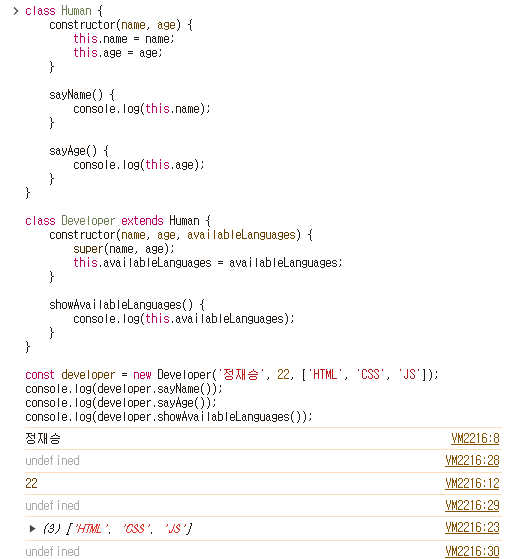 > class Human {
    constructor(name, age) {
        this.name = name;
        this.age = age;
    }

    sayName() {
        console.log(this.name);
    }

    sayAge() {
        console.log(this.age);
    }
}

class Developer extends Human {
    constructor(name, age, availableLanguages) {
        super(name, age);
        this.availableLanguages = availableLanguages;
    }

    showAvailableLanguages() {
        console.log(this.availableLanguages);
    }
}

const developer = new Developer('정재승', 22, ['HTML', 'CSS', 'JS']);
console.log(developer.sayName());
console.log(developer.sayAge());
console.log(developer.showAvailableLanguages());
정재승 VM2216:8
undefined VM2216:28
22 VM2216:12
undefined VM2216:29
▶ (3) ['HTML', 'CSS', 'JS'] VM2216:23
undefined VM2216:30